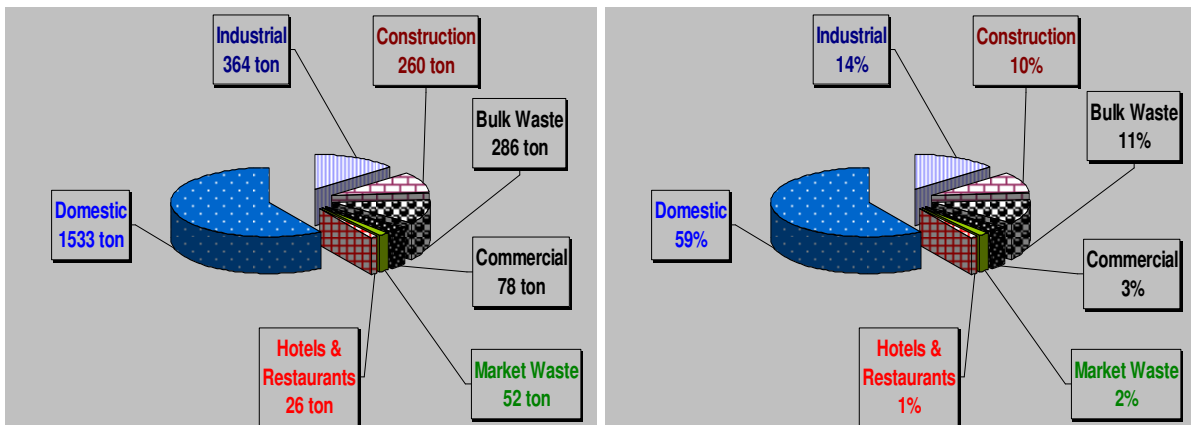 Industrial
364 ton
Construction
260 ton
Bulk Waste
286 ton
Domestic
1533 ton
Commercial
78 ton
Hotels &
Restaurants
26 ton
Market Waste
52 ton
Industrial
14%
Construction
10%
Bulk Waste
11%
Domestic
59%
Commercial
3%
Hotels &
Restaurants
1%
Market Waste
2%